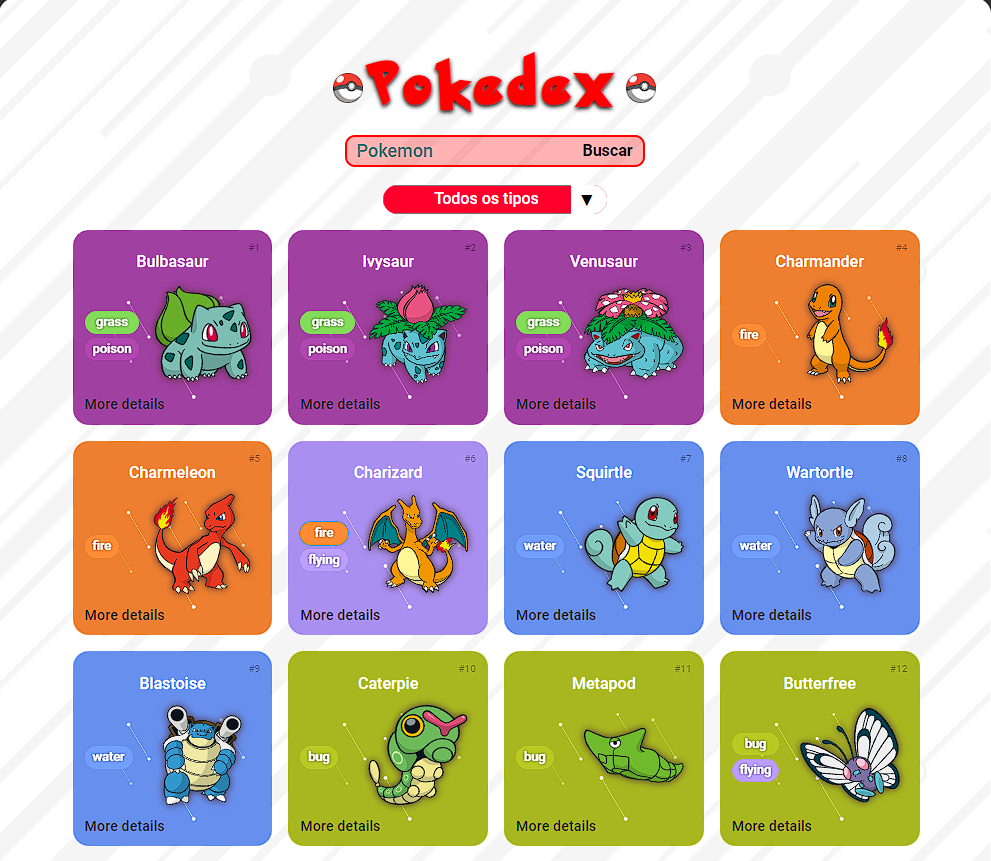 Pokedex
Pokemon Buscar
Todos os tipos ▼
#1
Bulbasaur
grass
poison
More details
#2
Ivysaur
grass
poison
More details
#3
Venusaur
grass
poison
More details
#4
Charmander
fire
More details
#5
Charmeleon
fire
More details
#6
Charizard
fire
flying
More details
#7
Squirtle
water
More details
#8
Wartortle
water
More details
#9
Blastoise
water
More details
#10
Caterpie
bug
More details
#11
Metapod
bug
More details
#12
Butterfree
bug
flying
More details